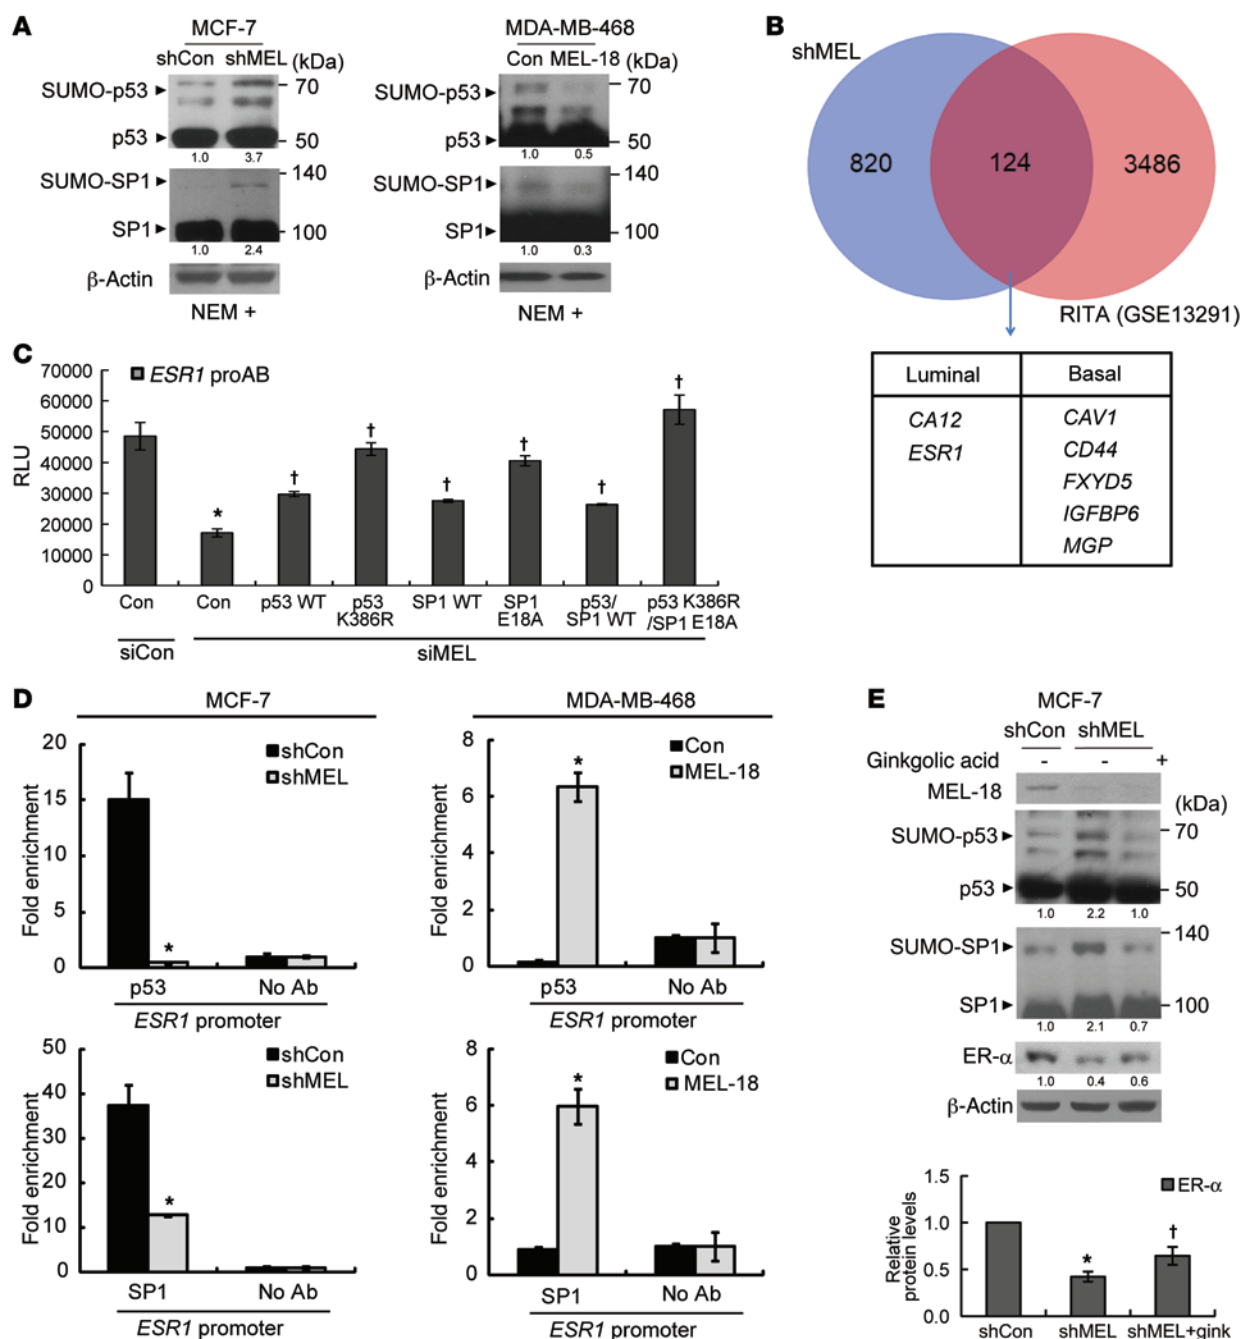 A
MCF-7
shCon shMEL (kDa)
SUMO-p53
70
p53
50
1.0 3.7
140
SUMO-SP1
SP1
100
1.0 2.4
β-Actin
NEM +
MDA-MB-468
Con MEL-18 (kDa)
SUMO-p53
70
p53
50
1.0 0.5
140
SUMO-SP1
SP1
100
1.0 0.3
β-Actin
NEM +
B
shMEL
820 124 3486
RITA (GSE13291)
Luminal Basal
CA12 CAV1
ESR1 CD44
FXYD5
IGFBP6
MGP
C
ESR1 proAB
RLU
70000
60000
50000
40000
30000
20000
10000
0
* † † † † † †
Con Con p53 WT p53 K386R SP1 WT SP1 E18A p53/ SP1 WT p53 K386R /SP1 E18A
siCon siMEL
D
MCF-7
Fold enrichment
20
15
10
5
0
shCon
shMEL
*
p53 No Ab
ESR1 promoter
MDA-MB-468
Fold enrichment
8
6
4
2
0
Con
MEL-18
*
p53 No Ab
ESR1 promoter
Fold enrichment
50
40
30
20
10
0
shCon
shMEL
*
SP1 No Ab
ESR1 promoter
Fold enrichment
8
6
4
2
0
Con
MEL-18
*
SP1 No Ab
ESR1 promoter
E
MCF-7
shCon shMEL
Ginkgolic acid - - +
MEL-18
(kDa)
SUMO-p53
70
p53
50
1.0 2.2 1.0
140
SUMO-SP1
SP1
100
1.0 2.1 0.7
ER-α
1.0 0.4 0.6
β-Actin
Relative
protein levels
1.5
1.0
0.5
0.0
ER-α
* †
shCon shMEL shMEL+gink